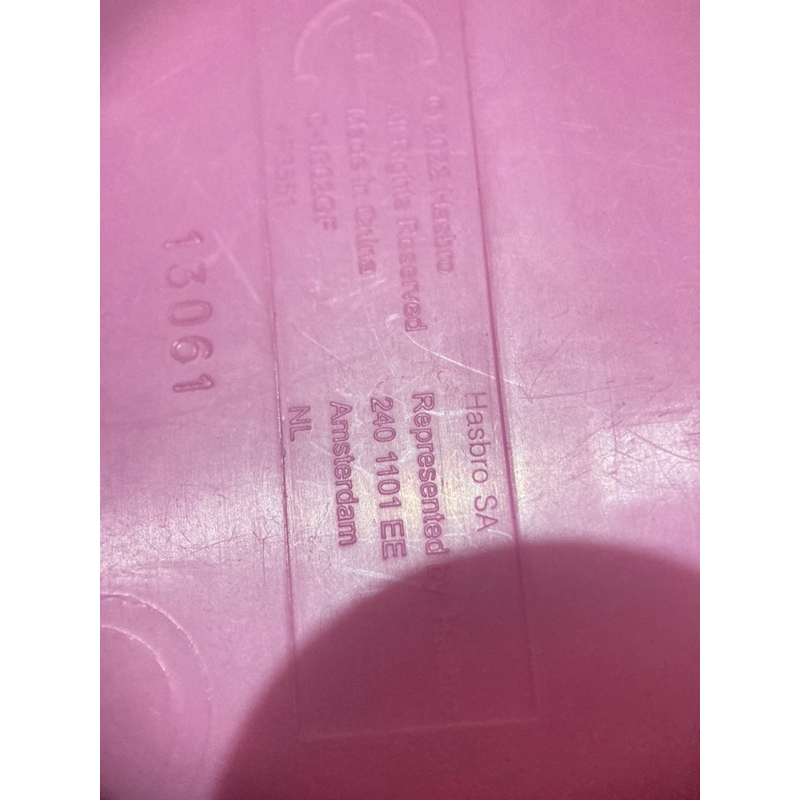 © 2022 Hasbro
All Rights Reserved
Made in China
Hasbro SA
Represented by
240 1101 EE
Amsterdam
NL
13061